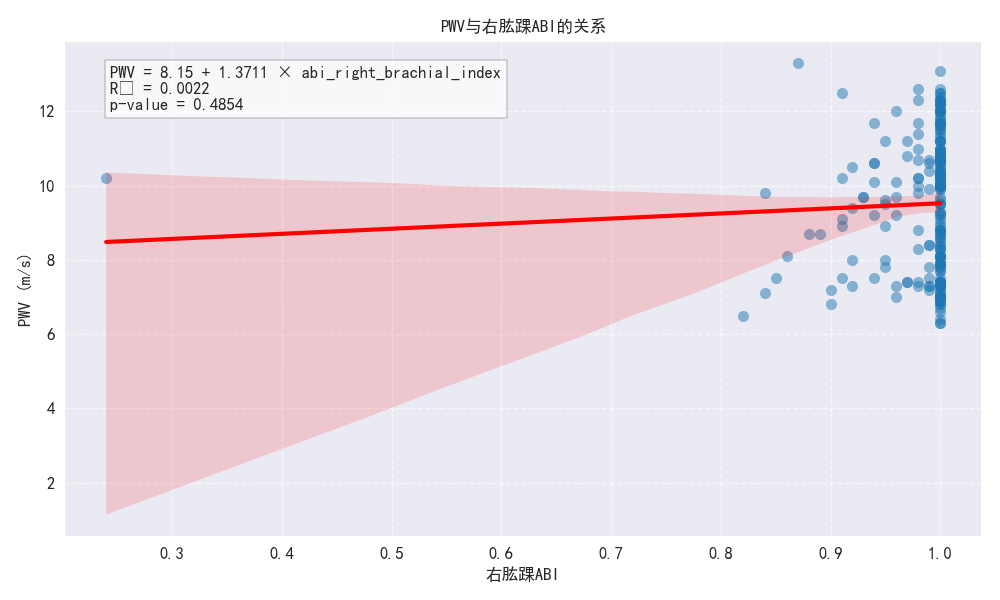 PWV与右肱踝ABI的关系
PWV = 8.15 + 1.3711 × abi_right_brachial_index
R□ = 0.0022
p-value = 0.4854
PWV (m/s)
12
10
8
6
4
2
0.3 0.4 0.5 0.6 0.7 0.8 0.9 1.0
右肱踝ABI